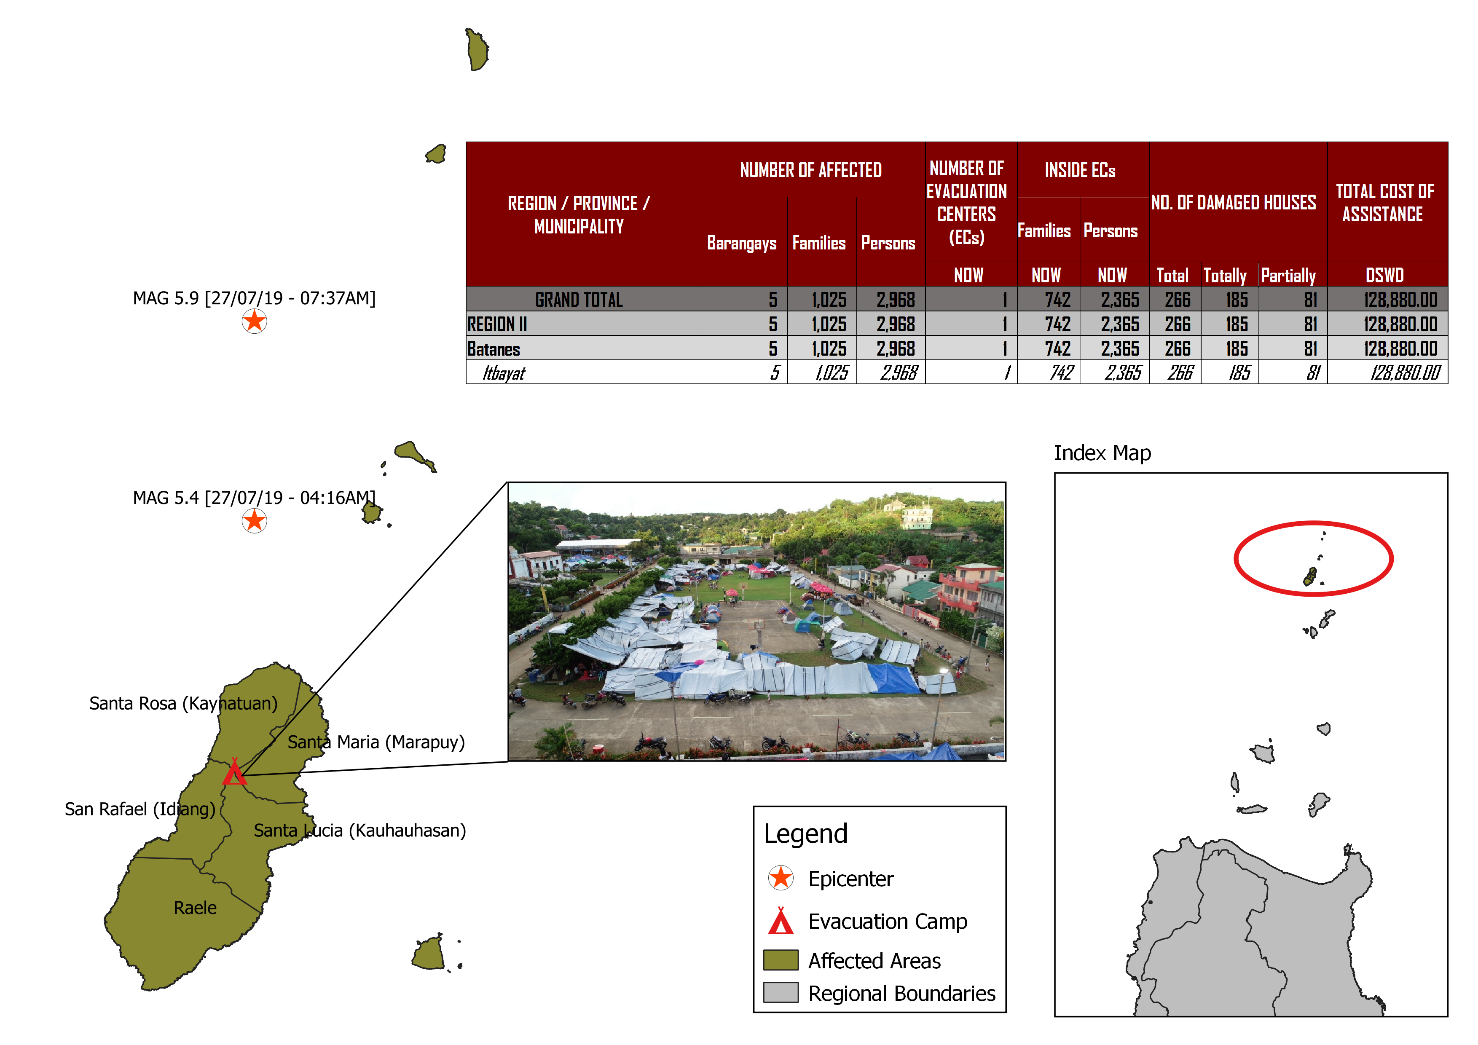 NUMBER OF AFFECTED
NUMBER OF
EVACUATION
CENTERS
(ECs)
INSIDE ECs
REGION / PROVINCE /
MUNICIPALITY
NO. OF DAMAGED HOUSES
TOTAL COST OF
ASSISTANCE
Barangays Families Persons
Families Persons
NOW NOW NOW Total Totally Partially DSWD
GRAND TOTAL 5 1,025 2,968 1 742 2,365 266 185 81 128,880.00
REGION II 5 1,025 2,968 1 742 2,365 266 185 81 128,880.00
Batanes 5 1,025 2,968 1 742 2,365 266 185 81 128,880.00
Itbayat 5 1,025 2,968 1 742 2,365 266 185 81 128,880.00
MAG 5.9 [27/07/19 - 07:37AM]
MAG 5.4 [27/07/19 - 04:16AM]
Index Map
Santa Rosa (Kaynatuan)
Santa Maria (Marapuy)
San Rafael (Idiang)
Santa Lucia (Kauhauhasan)
Raele
Legend
Epicenter
Evacuation Camp
Affected Areas
Regional Boundaries